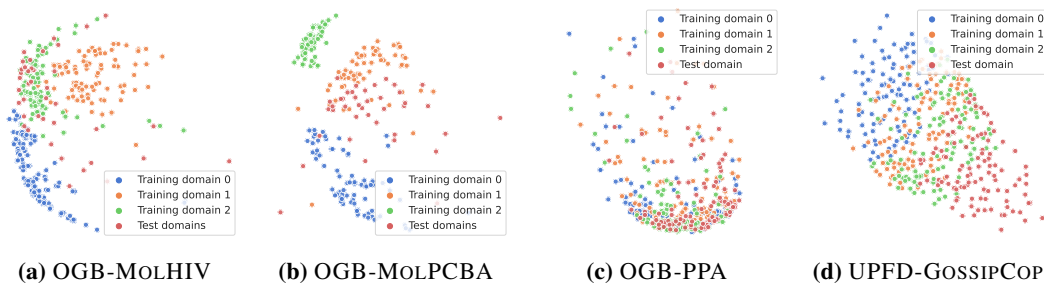 Training domain 0
Training domain 1
Training domain 2
Test domains
Training domain 0
Training domain 1
Training domain 2
Test domains
Training domain 0
Training domain 1
Training domain 2
Test domain
Training domain 0
Training domain 1
Training domain 2
Test domain
(a) OGB-MOLHIV
(b) OGB-MOLPCBA
(c) OGB-PPA
(d) UPFD-GOSSIPCOP